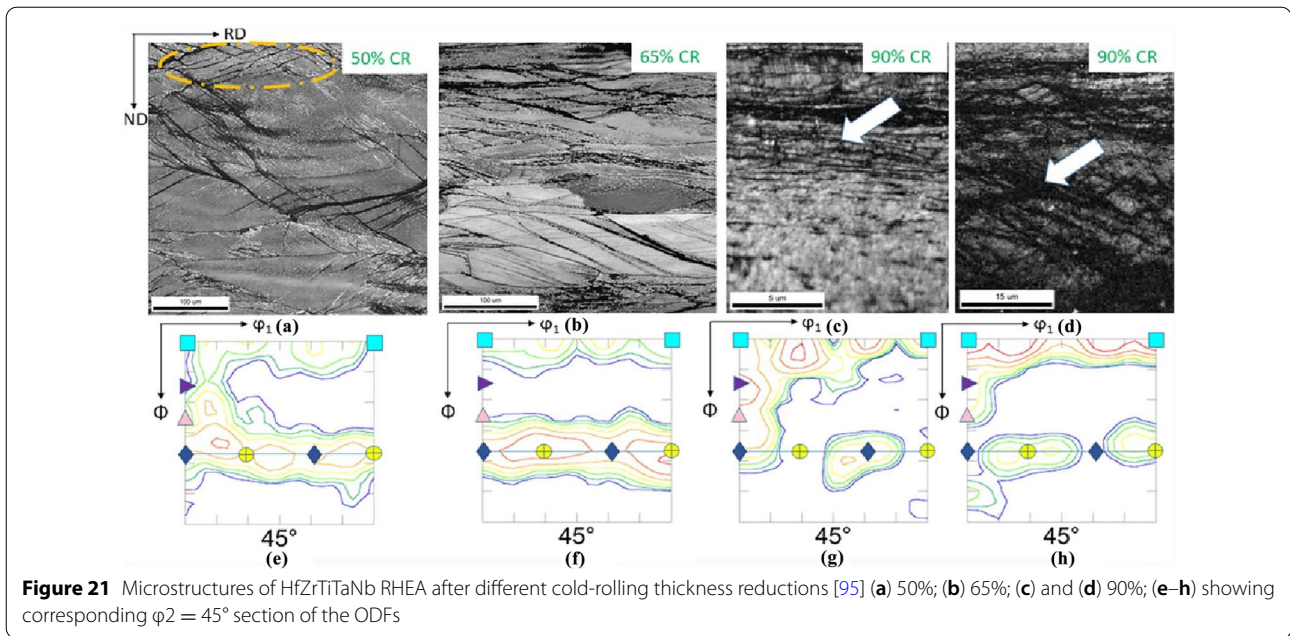 RD
ND
50% CR
65% CR
90% CR
90% CR
100 um
100 um
5 um
15 um
φ₁ (a)
(b)
φ₁ (c)
(d)
Φ
Φ
45°
45°
45°
45°
(e)
(f)
(g)
(h)
Figure 21 Microstructures of HfZrTiTaNb RHEA after different cold-rolling thickness reductions [95] (a) 50%; (b) 65%; (c) and (d) 90%; (e–h) showing
corresponding φ2 = 45° section of the ODFs